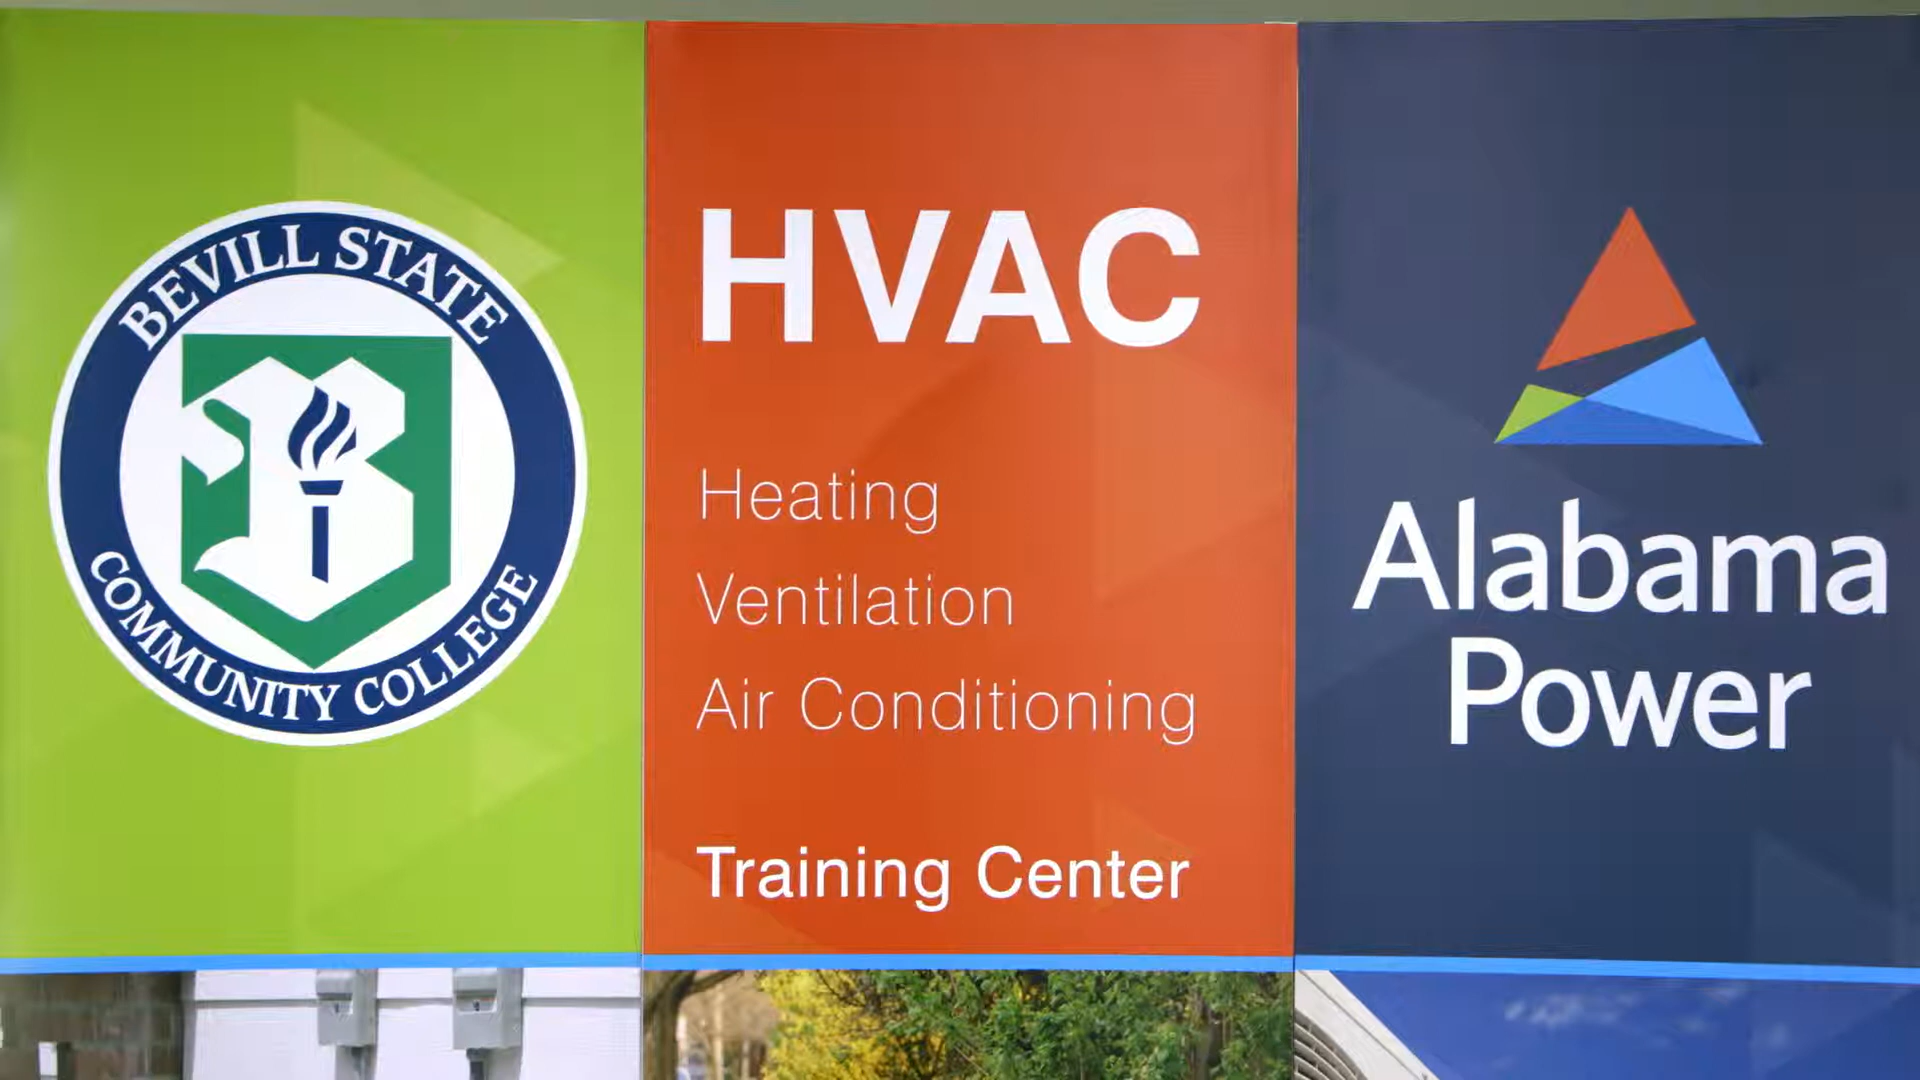 BEVILL STATE
COMMUNITY COLLEGE
HVAC
Heating
Ventilation
Air Conditioning
Training Center
Alabama
Power